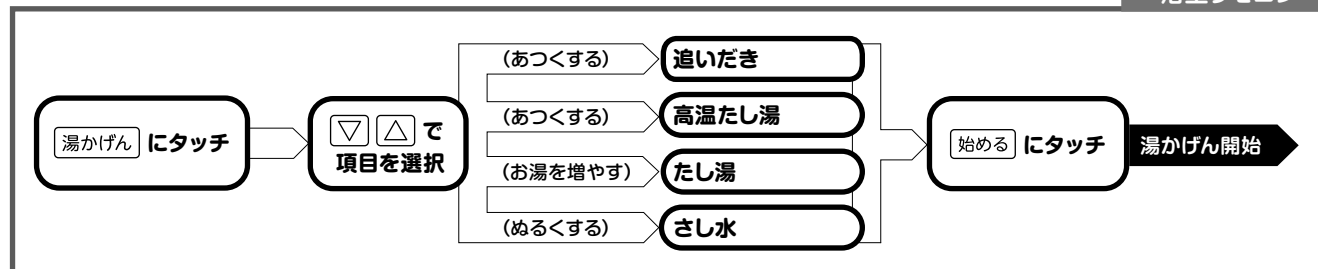 湯かげん にタッチ
▽ △ で
項目を選択
(あつくする) 追いだき
(あつくする) 高温たし湯
(お湯を増やす) たし湯
(ぬるくする) さし水
始める にタッチ
湯かげん開始